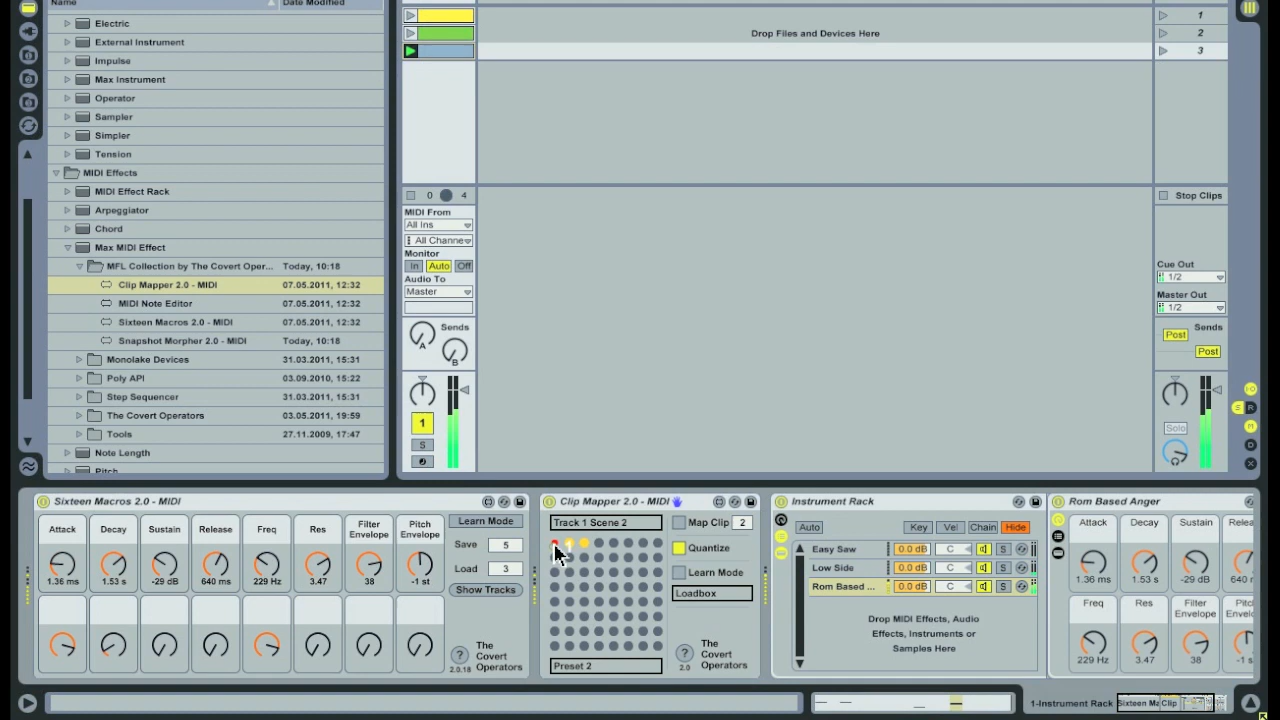 Name Date Modified
Electric
External Instrument
Impulse
Max Instrument
Operator
Sampler
Simpler
Tension
MIDI Effects
MIDI Effect Rack
Arpeggiator
Chord
Max MIDI Effect
MFL Collection by The Covert Oper... Today, 10:18
Clip Mapper 2.0 - MIDI 07.05.2011, 12:32
MIDI Note Editor 07.05.2011, 12:32
Sixteen Macros 2.0 - MIDI 07.05.2011, 12:32
Snapshot Morpher 2.0 - MIDI Today, 10:18
Monolake Devices 31.03.2011, 15:31
Poly API 03.09.2010, 15:22
Step Sequencer 31.03.2011, 15:31
The Covert Operators 03.05.2011, 19:59
Tools 27.11.2009, 17:47
Note Length
Pitch
1
Drop Files and Devices Here 2
3
0 4
MIDI From
All Ins
All Channe
Monitor
In Auto Off
Audio To
Master
Sends
A
B
1
S
Stop Clips
Cue Out
1/2
Master Out
1/2
Sends
Post
Post
Solo
I O
S R
M
D
X
Sixteen Macros 2.0 - MIDI
Attack Decay Sustain Release Freq Res Filter Envelope Pitch Envelope
1.36 ms 1.53 s -29 dB 640 ms 229 Hz 3.47 38 -1 st
Learn Mode
Save 5
Load 3
Show Tracks
The
Covert
Operators
? 2.0.18
Clip Mapper 2.0 - MIDI
Track 1 Scene 2
Map Clip 2
Quantize
Learn Mode
Loadbox
The
Covert
Operators
? 2.0
Preset 2
Instrument Rack
Auto Key Vel Chain Hide
Easy Saw 0.0 dB C S
Low Side 0.0 dB C S
Rom Based ... 0.0 dB C S
Drop MIDI Effects, Audio
Effects, Instruments or
Samples Here
Rom Based Anger
Attack Decay Sustain Relea
1.36 ms 1.53 s -29 dB 640
Freq Res Filter Envelope
229 Hz 3.47 38 -1 s
1-Instrument Rack Sixteen Ma Clip